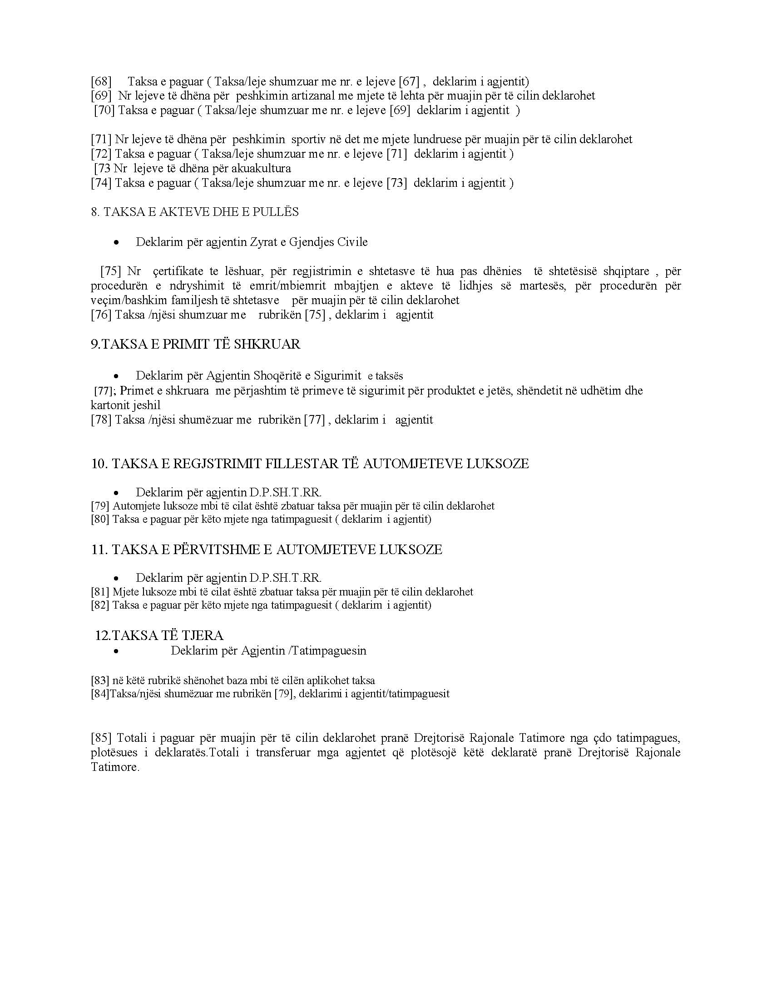 [68] Taksa e paguar ( Taksa/leje shumzuar me nr. e lejeve [67] , deklarim i agjentit)
[69] Nr lejeve të dhëna për peshkimin artizanal me mjete të lehta për muajin për të cilin deklarohet
[70] Taksa e paguar ( Taksa/leje shumzuar me nr. e lejeve [69] deklarim i agjentit )
[71] Nr lejeve të dhëna për peshkimin sportiv në det me mjete lundruese për muajin për të cilin deklarohet
[72] Taksa e paguar ( Taksa/leje shumzuar me nr. e lejeve [71] deklarim i agjentit )
[73 Nr lejeve të dhëna për akuakultura
[74] Taksa e paguar ( Taksa/leje shumzuar me nr. e lejeve [73] deklarim i agjentit )
8. TAKSA E AKTEVE DHE E PULLËS
• Deklarim për agjentin Zyrat e Gjendjes Civile
[75] Nr çertifikate te lëshuar, për regjistrimin e shtetasve të hua pas dhënies të shtetësisë shqiptare , për
procedurën e ndryshimit të emrit/mbiemrit mbajtjen e akteve të lidhjes së martesës, për procedurën për
veçim/bashkim familjesh të shtetasve për muajin për të cilin deklarohet
[76] Taksa /njësi shumzuar me rubrikën [75] , deklarim i agjentit
9.TAKSA E PRIMIT TË SHKRUAR
• Deklarim për Agjentin Shoqëritë e Sigurimit e taksës
[77]; Primet e shkruara me përjashtim të primeve të sigurimit për produktet e jetës, shëndetit në udhëtim dhe
kartonit jeshil
[78] Taksa /njësi shumëzuar me rubrikën [77] , deklarim i agjentit
10. TAKSA E REGJSTRIMIT FILLESTAR TË AUTOMJETEVE LUKSOZE
• Deklarim për agjentin D.P.SH.T.RR.
[79] Automjete luksoze mbi të cilat është zbatuar taksa për muajin për të cilin deklarohet
[80] Taksa e paguar për këto mjete nga tatimpaguesit ( deklarim i agjentit)
11. TAKSA E PËRVITSHME E AUTOMJETEVE LUKSOZE
• Deklarim për agjentin D.P.SH.T.RR.
[81] Mjete luksoze mbi të cilat është zbatuar taksa për muajin për të cilin deklarohet
[82] Taksa e paguar për këto mjete nga tatimpaguesit ( deklarim i agjentit)
12.TAKSA TË TJERA
• Deklarim për Agjentin /Tatimpaguesin
[83] në këtë rubrikë shënohet baza mbi të cilën aplikohet taksa
[84]Taksa/njësi shumëzuar me rubrikën [79], deklarimi i agjentit/tatimpaguesit
[85] Totali i paguar për muajin për të cilin deklarohet pranë Drejtorisë Rajonale Tatimore nga çdo tatimpagues,
plotësues i deklaratës.Totali i transferuar mga agjentet që plotësojë këtë deklaratë pranë Drejtorisë Rajonale
Tatimore.